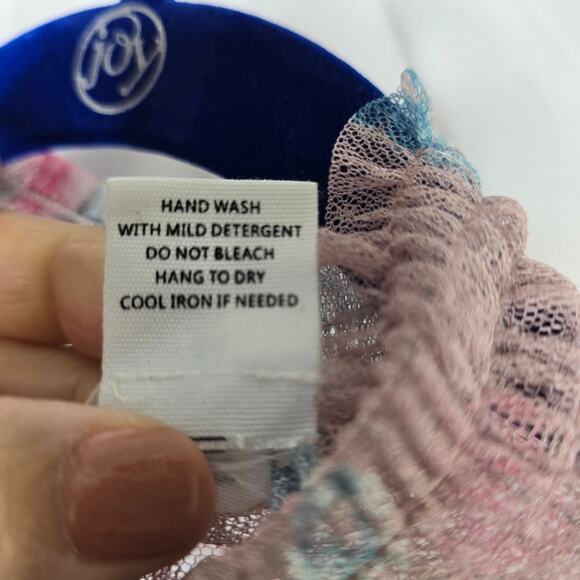 joy
HAND WASH
WITH MILD DETERGENT
DO NOT BLEACH
HANG TO DRY
COOL IRON IF NEEDED